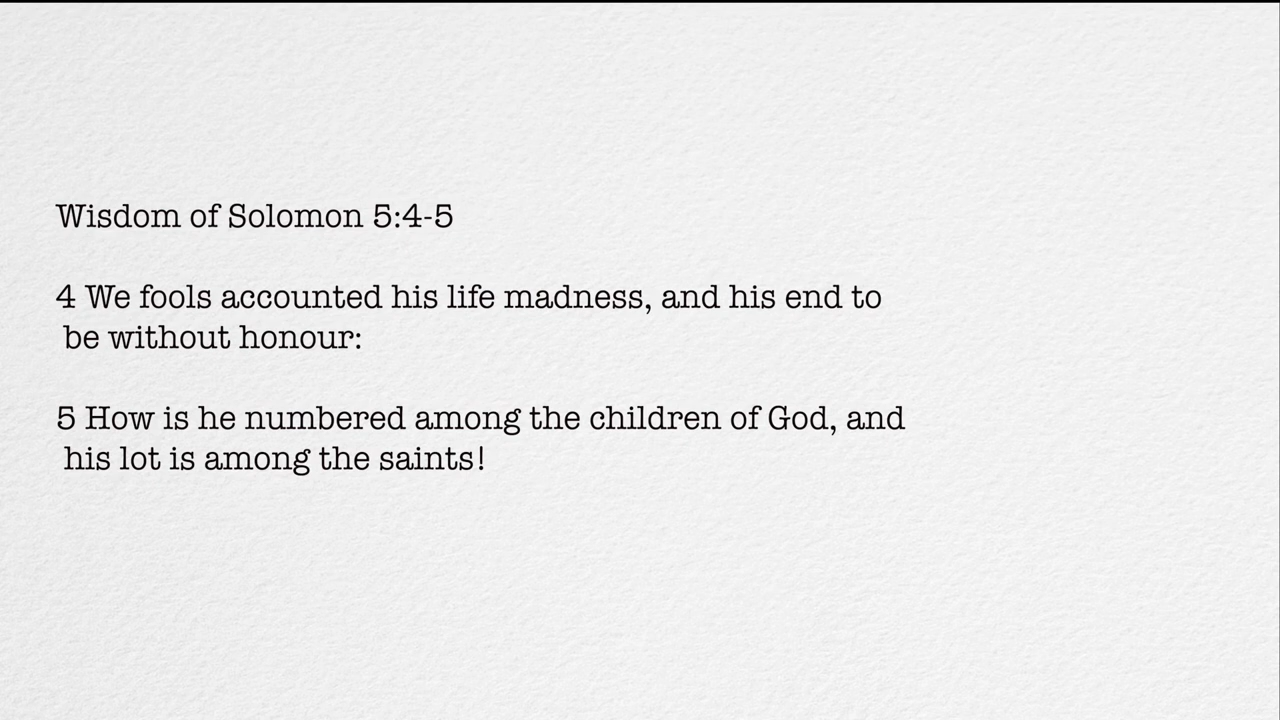 Wisdom of Solomon 5:4-5
4 We fools accounted his life madness, and his end to
be without honour:
5 How is he numbered among the children of God, and
his lot is among the saints!